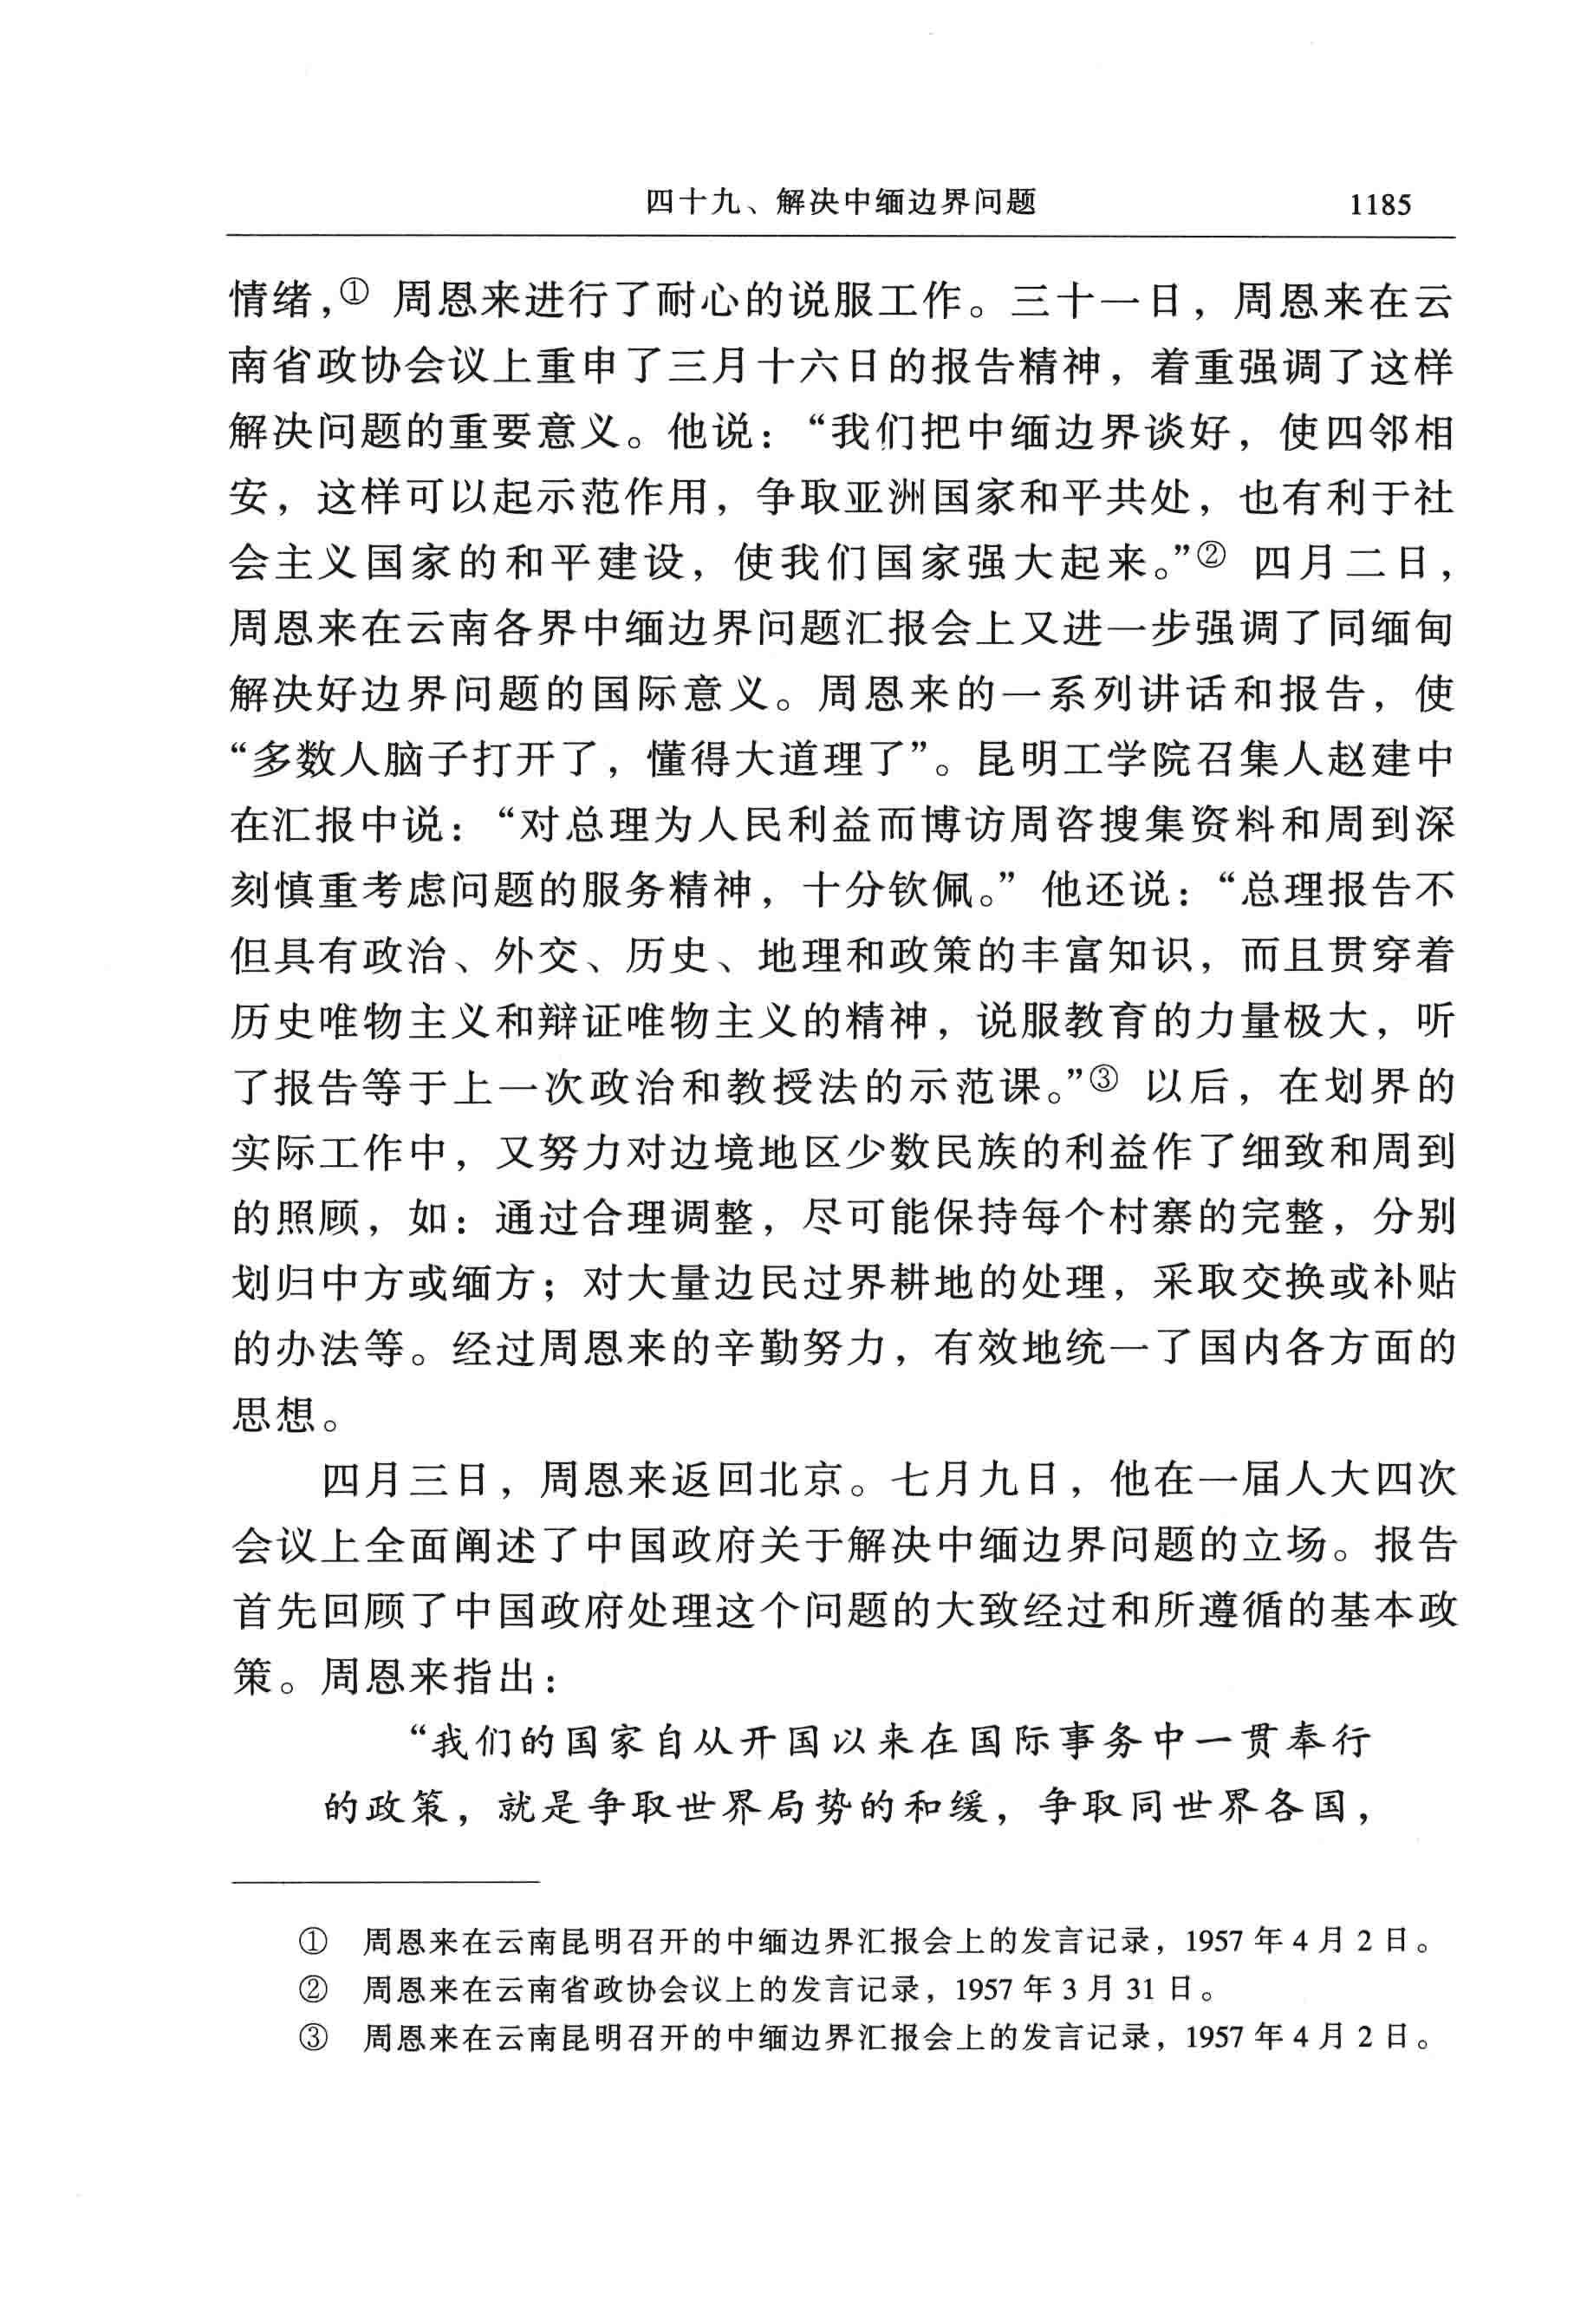 四十九、解决中缅边界问题 1185
情绪,① 周恩来进行了耐心的说服工作。三十一日，周恩来在云
南省政协会议上重申了三月十六日的报告精神，着重强调了这样
解决问题的重要意义。他说：“我们把中缅边界谈好，使四邻相
安，这样可以起示范作用，争取亚洲国家和平共处，也有利于社
会主义国家的和平建设，使我们国家强大起来。”② 四月二日，
周恩来在云南各界中缅边界问题汇报会上又进一步强调了同缅甸
解决好边界问题的国际意义。周恩来的一系列讲话和报告，使
“多数人脑子打开了，懂得大道理了”。昆明工学院召集人赵建中
在汇报中说：“对总理为人民利益而博访周咨搜集资料和周到深
刻慎重考虑问题的服务精神，十分钦佩。”他还说：“总理报告不
但具有政治、外交、历史、地理和政策的丰富知识，而且贯穿着
历史唯物主义和辩证唯物主义的精神，说服教育的力量极大，听
了报告等于上一次政治和教授法的示范课。”③ 以后，在划界的
实际工作中，又努力对边境地区少数民族的利益作了细致和周到
的照顾，如：通过合理调整，尽可能保持每个村寨的完整，分别
划归中方或缅方；对大量边民过界耕地的处理，采取交换或补贴
的办法等。经过周恩来的辛勤努力，有效地统一了国内各方面的
思想。
四月三日，周恩来返回北京。七月九日，他在一届人大四次
会议上全面阐述了中国政府关于解决中缅边界问题的立场。报告
首先回顾了中国政府处理这个问题的大致经过和所遵循的基本政
策。周恩来指出：
“我们的国家自从开国以来在国际事务中一贯奉行
的政策，就是争取世界局势的和缓，争取同世界各国，
① 周恩来在云南昆明召开的中缅边界汇报会上的发言记录，1957 年 4 月 2 日。
② 周恩来在云南省政协会议上的发言记录，1957 年 3 月 31 日。
③ 周恩来在云南昆明召开的中缅边界汇报会上的发言记录，1957 年 4 月 2 日。